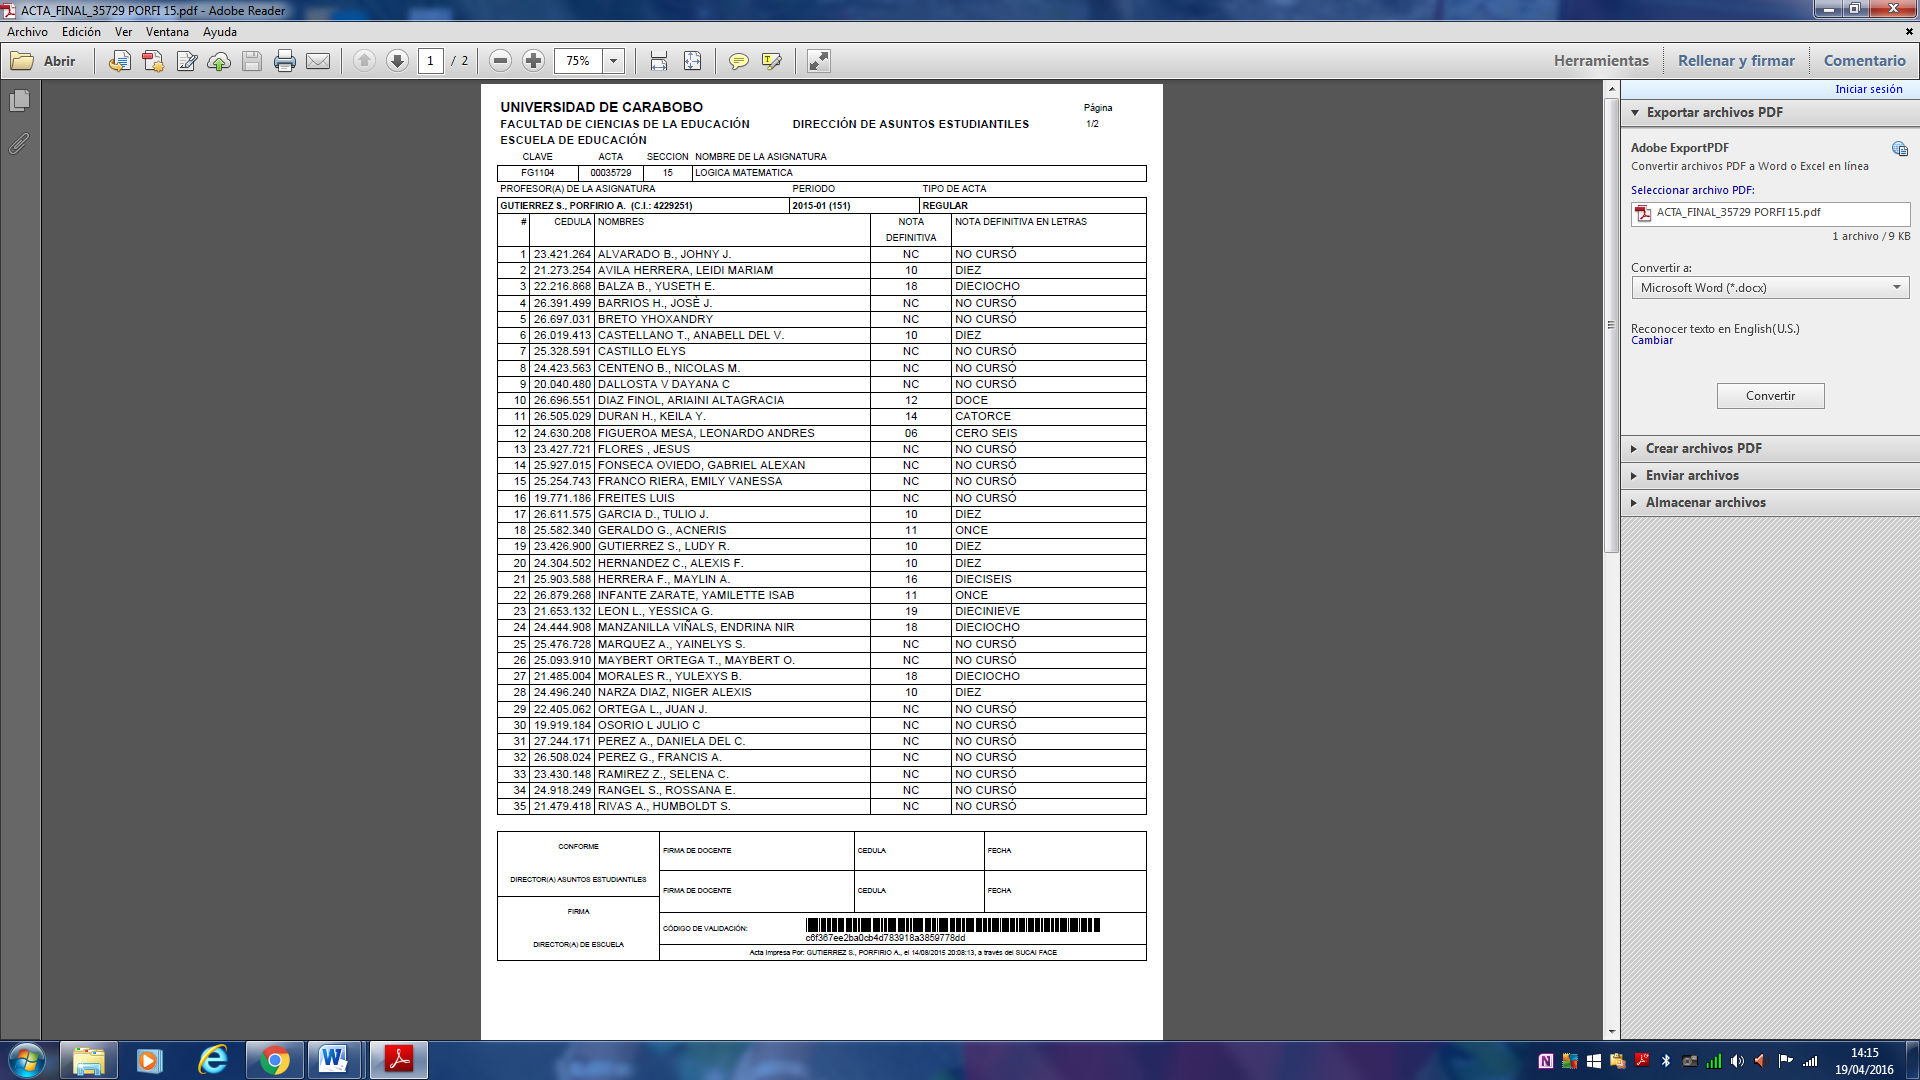 ACTA_FINAL_35729 PORFI 15.pdf - Adobe Reader
Archivo Edición Ver Ventana Ayuda
Abrir 1 / 2 75% Herramientas Rellenar y firmar Comentario
UNIVERSIDAD DE CARABOBO Página
FACULTAD DE CIENCIAS DE LA EDUCACIÓN DIRECCIÓN DE ASUNTOS ESTUDIANTILES 1/2
ESCUELA DE EDUCACIÓN
CLAVE ACTA SECCION NOMBRE DE LA ASIGNATURA
FG1104 00035729 15 LOGICA MATEMATICA
PROFESOR(A) DE LA ASIGNATURA PERIODO TIPO DE ACTA
GUTIERREZ S., PORFIRIO A. (C.I.: 4229251) 2015-01 (151) REGULAR
# CEDULA NOMBRES NOTA DEFINITIVA NOTA DEFINITIVA EN LETRAS
1 23.421.264 ALVARADO B., JOHNY J. NC NO CURSÓ
2 21.273.254 AVILA HERRERA, LEIDI MARIAM 10 DIEZ
3 22.216.868 BALZA B., YUSETH E. 18 DIECIOCHO
4 26.391.499 BARRIOS H., JOSÈ J. NC NO CURSÓ
5 26.697.031 BRETO YHOXANDRY NC NO CURSÓ
6 26.019.413 CASTELLANO T., ANABELL DEL V. 10 DIEZ
7 25.328.591 CASTILLO ELYS NC NO CURSÓ
8 24.423.563 CENTENO B., NICOLAS M. NC NO CURSÓ
9 20.040.480 DALLOSTA V DAYANA C NC NO CURSÓ
10 26.696.551 DIAZ FINOL, ARIAINI ALTAGRACIA 12 DOCE
11 26.505.029 DURAN H., KEILA Y. 14 CATORCE
12 24.630.208 FIGUEROA MESA, LEONARDO ANDRES 06 CERO SEIS
13 23.427.721 FLORES , JESUS NC NO CURSÓ
14 25.927.015 FONSECA OVIEDO, GABRIEL ALEXAN NC NO CURSÓ
15 25.254.743 FRANCO RIERA, EMILY VANESSA NC NO CURSÓ
16 19.771.186 FREITES LUIS NC NO CURSÓ
17 26.611.575 GARCIA D., TULIO J. 10 DIEZ
18 25.582.340 GERALDO G., ACNERIS 11 ONCE
19 23.426.900 GUTIERREZ S., LUDY R. 10 DIEZ
20 24.304.502 HERNANDEZ C., ALEXIS F. 10 DIEZ
21 25.903.588 HERRERA F., MAYLIN A. 16 DIECISEIS
22 26.879.268 INFANTE ZARATE, YAMILETTE ISAB 11 ONCE
23 21.653.132 LEON L., YESSICA G. 19 DIECINIEVE
24 24.444.908 MANZANILLA VIÑALS, ENDRINA NIR 18 DIECIOCHO
25 25.476.728 MARQUEZ A., YAINELYS S. NC NO CURSÓ
26 25.093.910 MAYBERT ORTEGA T., MAYBERT O. NC NO CURSÓ
27 21.485.004 MORALES R., YULEXYS B. 18 DIECIOCHO
28 24.496.240 NARZA DIAZ, NIGER ALEXIS 10 DIEZ
29 22.405.062 ORTEGA L., JUAN J. NC NO CURSÓ
30 19.919.184 OSORIO L JULIO C NC NO CURSÓ
31 27.244.171 PEREZ A., DANIELA DEL C. NC NO CURSÓ
32 26.508.024 PEREZ G., FRANCIS A. NC NO CURSÓ
33 23.430.148 RAMIREZ Z., SELENA C. NC NO CURSÓ
34 24.918.249 RANGEL S., ROSSANA E. NC NO CURSÓ
35 21.479.418 RIVAS A., HUMBOLDT S. NC NO CURSÓ
CONFORME
DIRECTOR(A) ASUNTOS ESTUDIANTILES
FIRMA DE DOCENTE CEDULA FECHA
FIRMA DE DOCENTE CEDULA FECHA
FIRMA
DIRECTOR(A) DE ESCUELA
CÓDIGO DE VALIDACIÓN:
c6f367ee2ba0cb4d783918a3859778dd
Acta Impresa Por: GUTIERREZ S., PORFIRIO A., el 14/08/2015 20:08:13, a través del SUCAI FACE
Iniciar sesión
Exportar archivos PDF
Adobe ExportPDF
Convertir archivos PDF a Word o Excel en línea
Seleccionar archivo PDF:
ACTA_FINAL_35729 PORFI 15.pdf
1 archivo / 9 KB
Convertir a:
Microsoft Word (*.docx)
Reconocer texto en English(U.S.)
Cambiar
Convertir
Crear archivos PDF
Enviar archivos
Almacenar archivos
14:15
19/04/2016